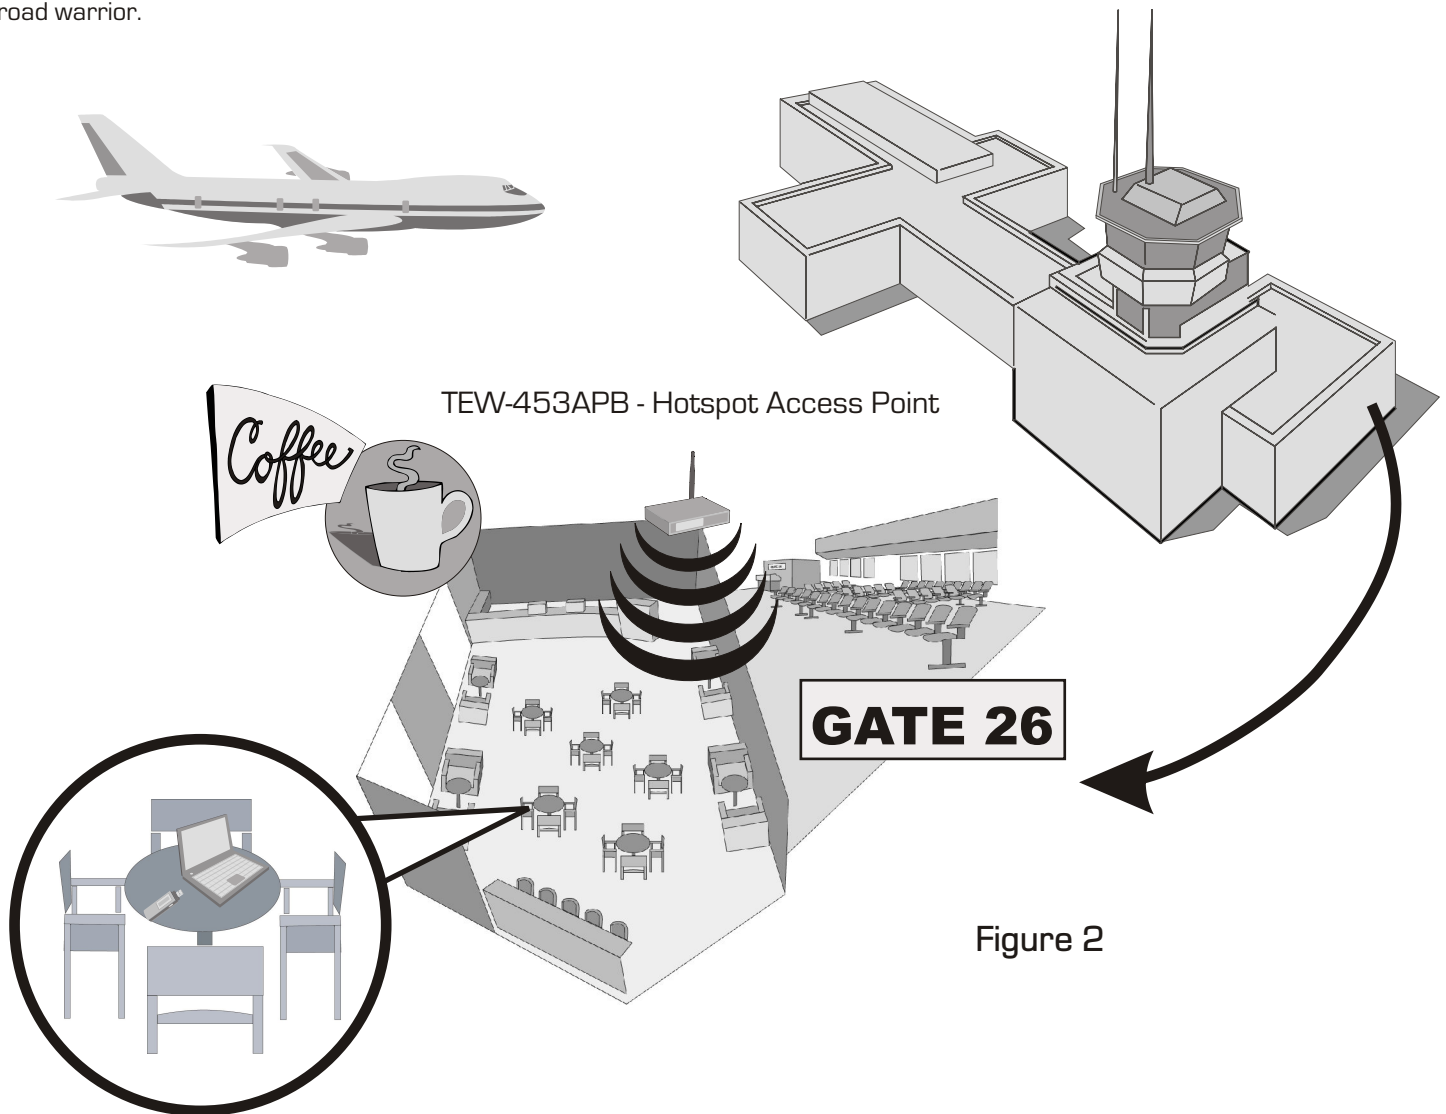 road warrior.
TEW-453APB - Hotspot Access Point
Coffee
GATE 26
Figure 2